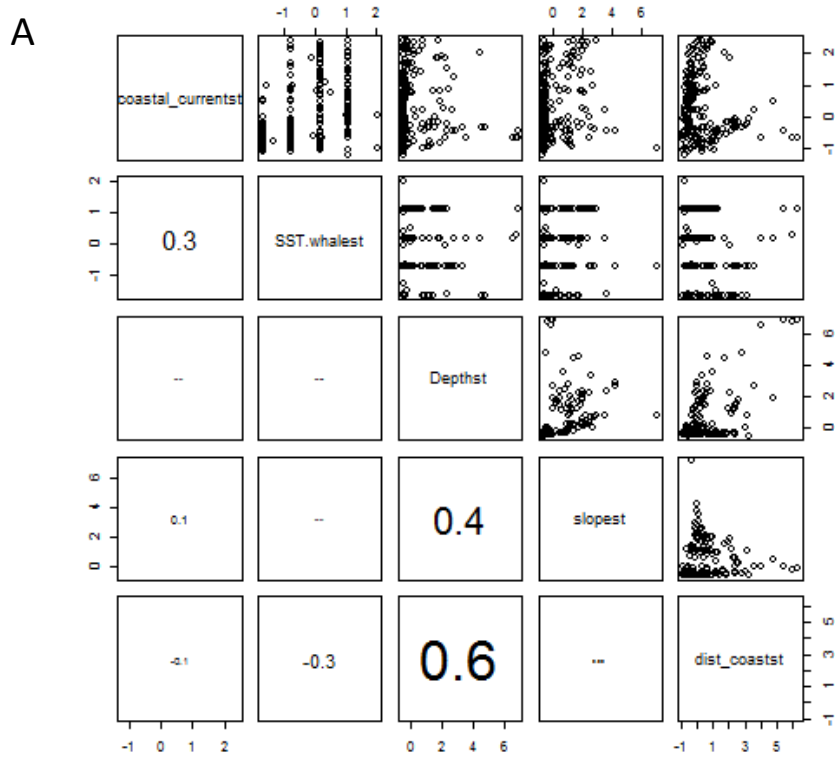 A
-1 0 1 2
0 2 4 6
coastal_currentst
-1 0 1 2
-1 0 1 2
0.3
SST.whalest
--
--
Depthst
0 2 4 6
0 2 4 6
0.1
--
0.4
slopest
-0.1
-0.3
0.6
dist_coastst
-1 1 3 5
-1 0 1 2
0 2 4 6
-1 1 3 5